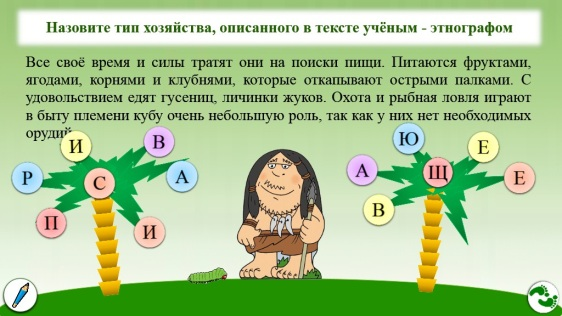 Назовите тип хозяйства, описанного в тексте учёным - этнографом
Все своё время и силы тратят они на поиски пищи. Питаются фруктами,
ягодами, корнями и клубнями, которые откапывают острыми палками. С
удовольствием едят гусениц, личинки жуков. Охота и рыбная ловля играют
в быту племени кубу очень небольшую роль, так как у них нет необходимых
орудий
И
В
Р
С
А
П
И
Ю
Е
А
Щ
Е
В